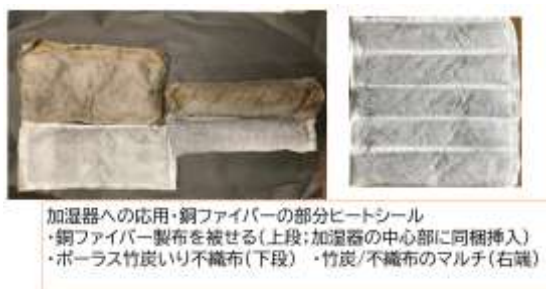 加湿器への応用・銅ファイバーの部分ヒートシール
・銅ファイバー製布を被せる(上段;加湿器の中心部に同梱挿入)
・ポーラス竹炭いり不織布(下段) ・竹炭/不織布のマルチ(右端)